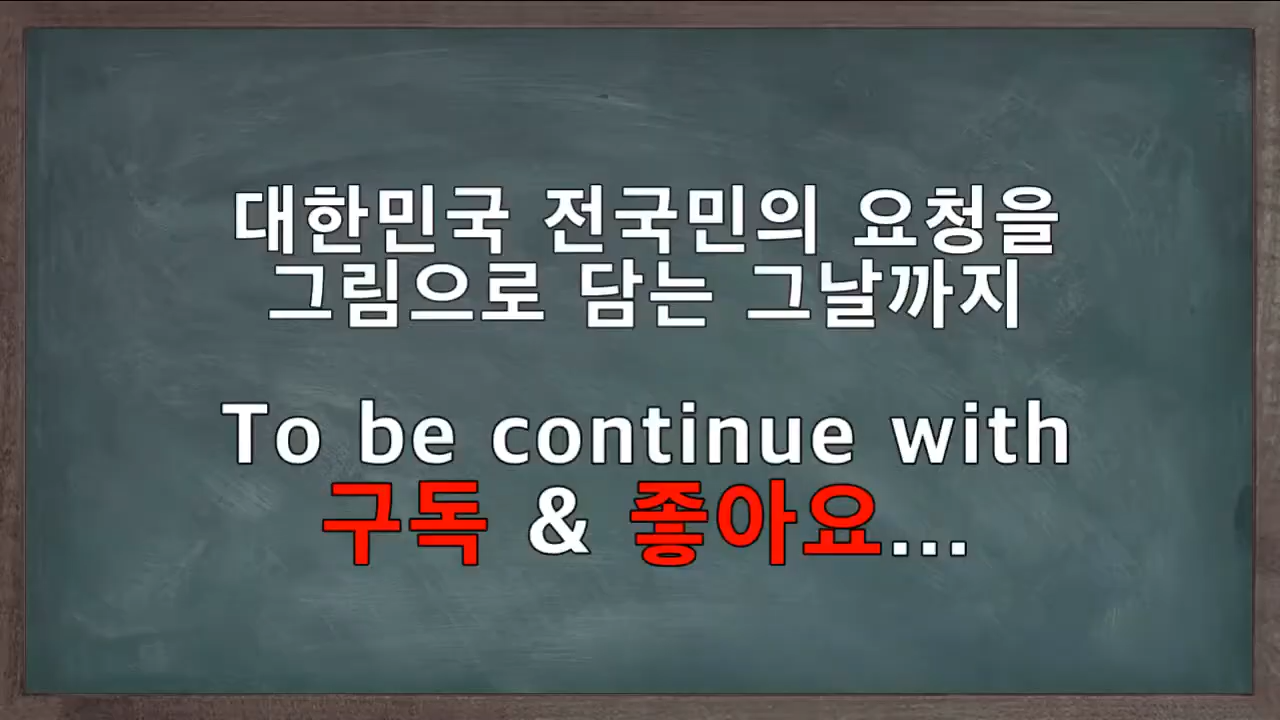 대한민국 전국민의 요청을
그림으로 담는 그날까지
To be continue with
구독 & 좋아요...